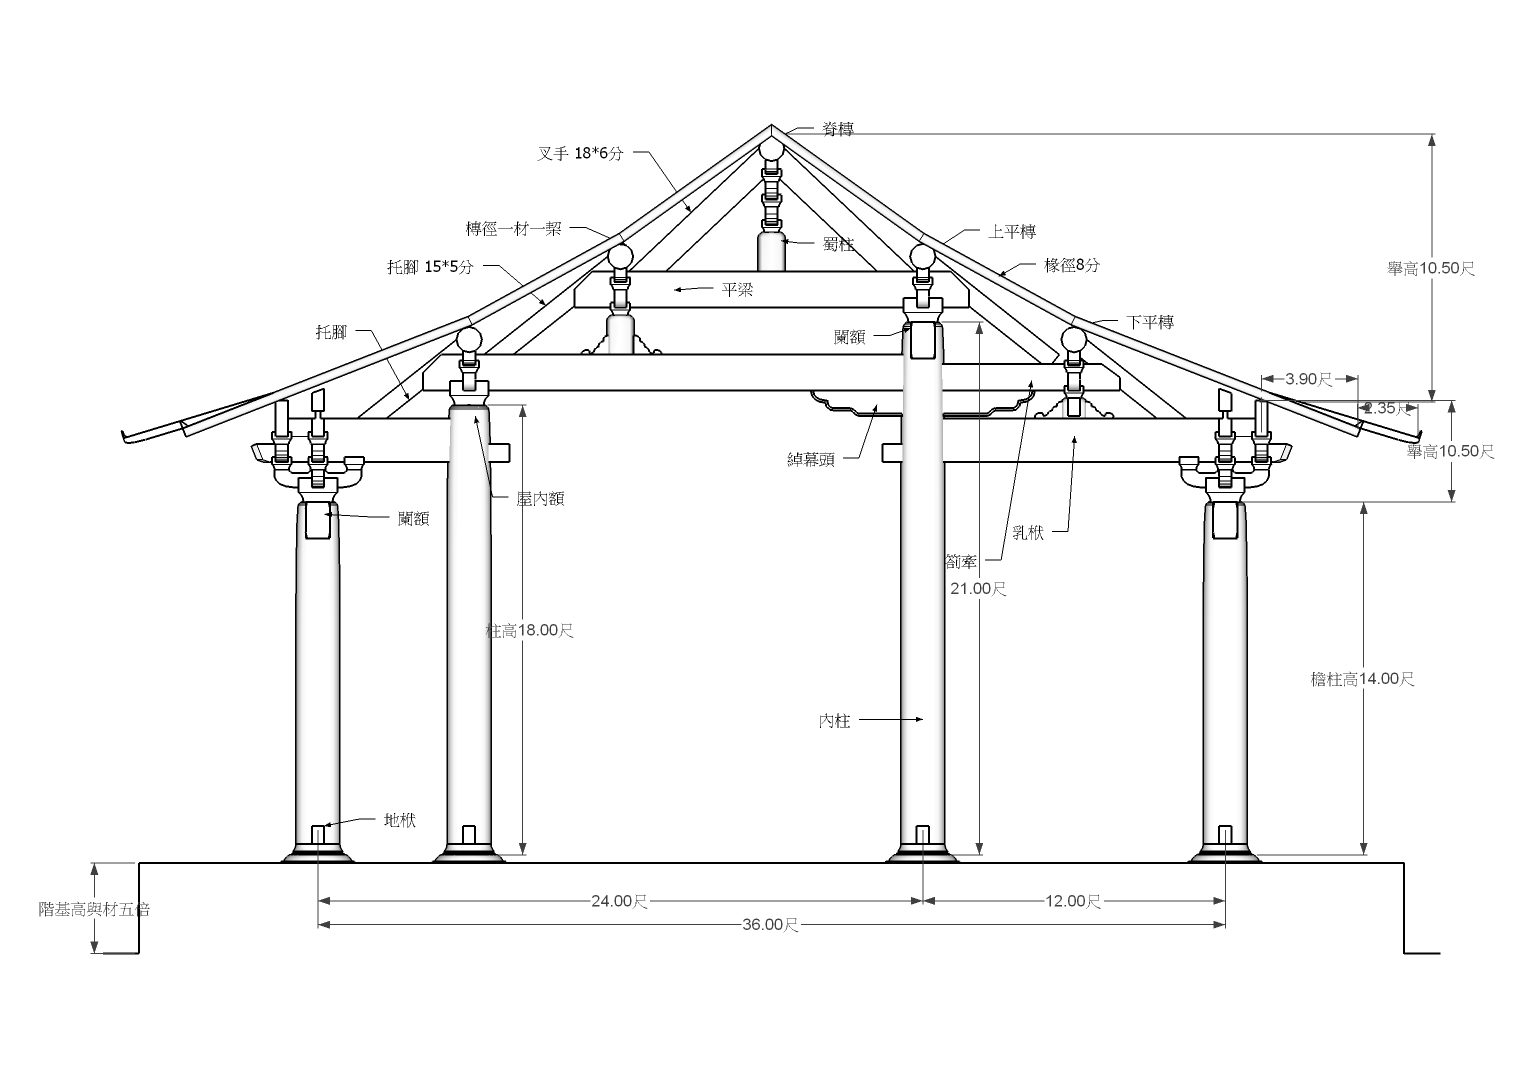 脊槫
叉手 18*6分
槫徑一材一栔
蜀柱
上平槫
托腳 15*5分
椽徑8分
舉高10.50尺
平梁
托腳
闌額
下平槫
3.90尺
2.35尺
舉高10.50尺
綽幕頭
屋內額
闌額
乳栿
劄牽
21.00尺
柱高18.00尺
檐柱高14.00尺
內柱
地栿
24.00尺
12.00尺
階基高與材五倍
36.00尺